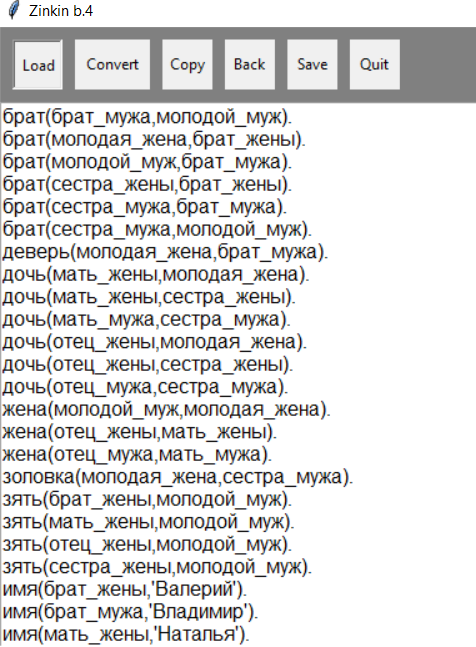 Zinkin b.4
Load Convert Copy Back Save Quit
брат(брат_мужа,молодой_муж).
брат(молодая_жена,брат_жены).
брат(молодой_муж,брат_мужа).
брат(сестра_жены,брат_жены).
брат(сестра_мужа,брат_мужа).
брат(сестра_мужа,молодой_муж).
деверь(молодая_жена,брат_мужа).
дочь(мать_жены,молодая_жена).
дочь(мать_жены,сестра_жены).
дочь(мать_мужа,сестра_мужа).
дочь(отец_жены,молодая_жена).
дочь(отец_жены,сестра_жены).
дочь(отец_мужа,сестра_мужа).
жена(молодой_муж,молодая_жена).
жена(отец_жены,мать_жены).
жена(отец_мужа,мать_мужа).
золовка(молодая_жена,сестра_мужа).
зять(брат_жены,молодой_муж).
зять(мать_жены,молодой_муж).
зять(отец_жены,молодой_муж).
зять(сестра_жены,молодой_муж).
имя(брат_жены,'Валерий').
имя(брат_мужа,'Владимир').
имя(мать_жены,'Наталья').